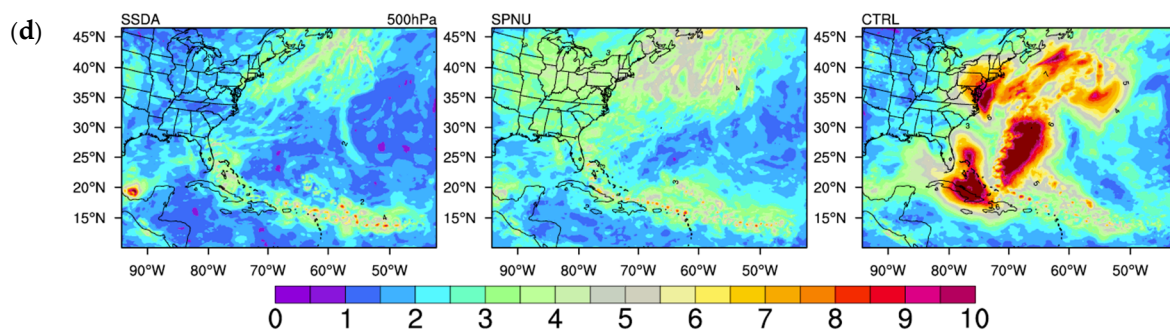 (d)
SSDA 500hPa SPNU CTRL
45°N 45°N 45°N
40°N 40°N 40°N
35°N 35°N 35°N
30°N 30°N 30°N
25°N 25°N 25°N
20°N 20°N 20°N
15°N 15°N 15°N
90°W 80°W 70°W 60°W 50°W 90°W 80°W 70°W 60°W 50°W 90°W 80°W 70°W 60°W 50°W
0 1 2 3 4 5 6 7 8 9 10